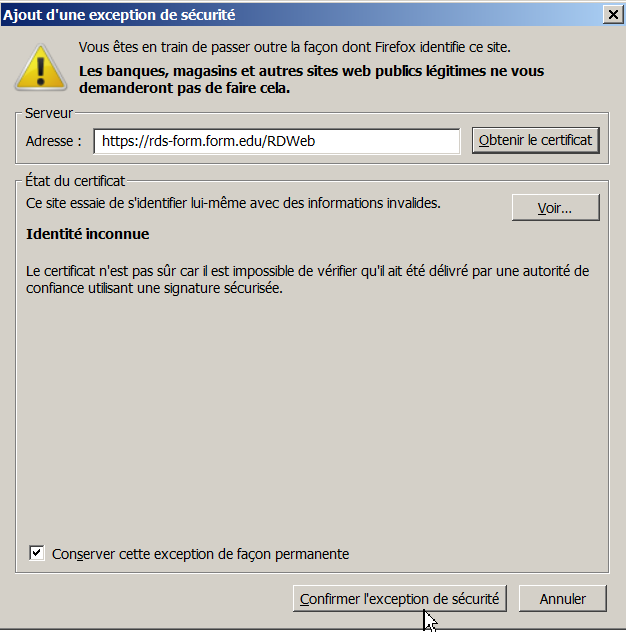 Ajout d'une exception de sécurité
Vous êtes en train de passer outre la façon dont Firefox identifie ce site.
Les banques, magasins et autres sites web publics légitimes ne vous
demanderont pas de faire cela.
Serveur
Adresse : https://rds-form.form.edu/RDWeb Obtenir le certificat
État du certificat
Ce site essaie de s'identifier lui-même avec des informations invalides. Voir...
Identité inconnue
Le certificat n'est pas sûr car il est impossible de vérifier qu'il ait été délivré par une autorité de
confiance utilisant une signature sécurisée.
Conserver cette exception de façon permanente
Confirmer l'exception de sécurité Annuler